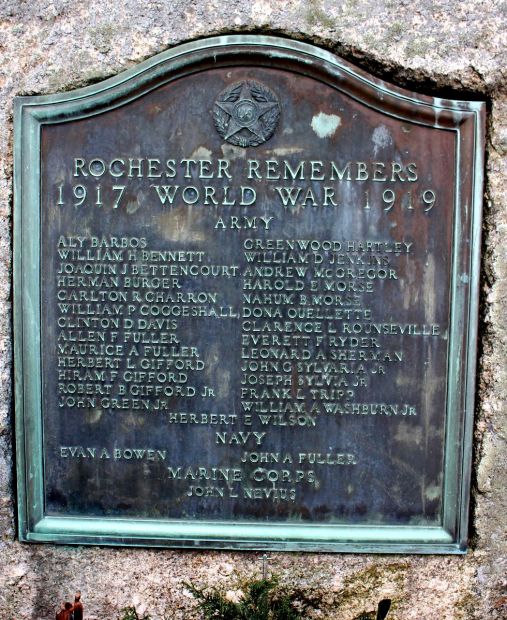 ROCHESTER REMEMBERS
1917 WORLD WAR 1919
ARMY
ALY BARBOS
WILLIAM H BENNETT
JOAQUIN J BETTENCOURT
HERMAN BURGER
CARLTON R CHARRON
WILLIAM P COGGESHALL
CLINTON D DAVIS
ALLEN F FULLER
MAURICE A FULLER
HERBERT L GIFFORD
HIRAM F GIFFORD
ROBERT B GIFFORD JR
JOHN GREEN JR
GREENWOOD HARTLEY
WILLIAM D JENKINS
ANDREW MCGREGOR
HAROLD E MORSE
NAHUM B MORSE
DONA OUELLETTE
CLARENCE L ROUNSEVILLE
EVERETT F RYDER
LEONARD A SHERMAN
JOHN G SYLVARIA JR
JOSEPH SYLVIA JR
FRANK L TRIPP
WILLIAM A WASHBURN JR
HERBERT E WILSON
NAVY
EVAN A BOWEN JOHN A FULLER
MARINE CORPS
JOHN L NEVIUS